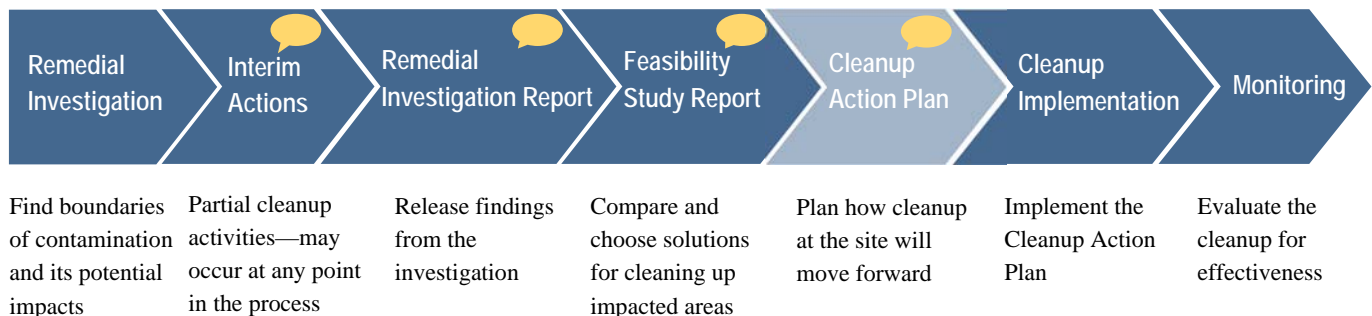 Remedial
Investigation
Interim
Actions
Remedial
Investigation Report
Feasibility
Study Report
Cleanup
Action Plan
Cleanup
Implementation
Monitoring
Find boundaries
of contamination
and its potential
impacts
Partial cleanup
activities—may
occur at any point
in the process
Release findings
from the
investigation
Compare and
choose solutions
for cleaning up
impacted areas
Plan how cleanup
at the site will
move forward
Implement the
Cleanup Action
Plan
Evaluate the
cleanup for
effectiveness